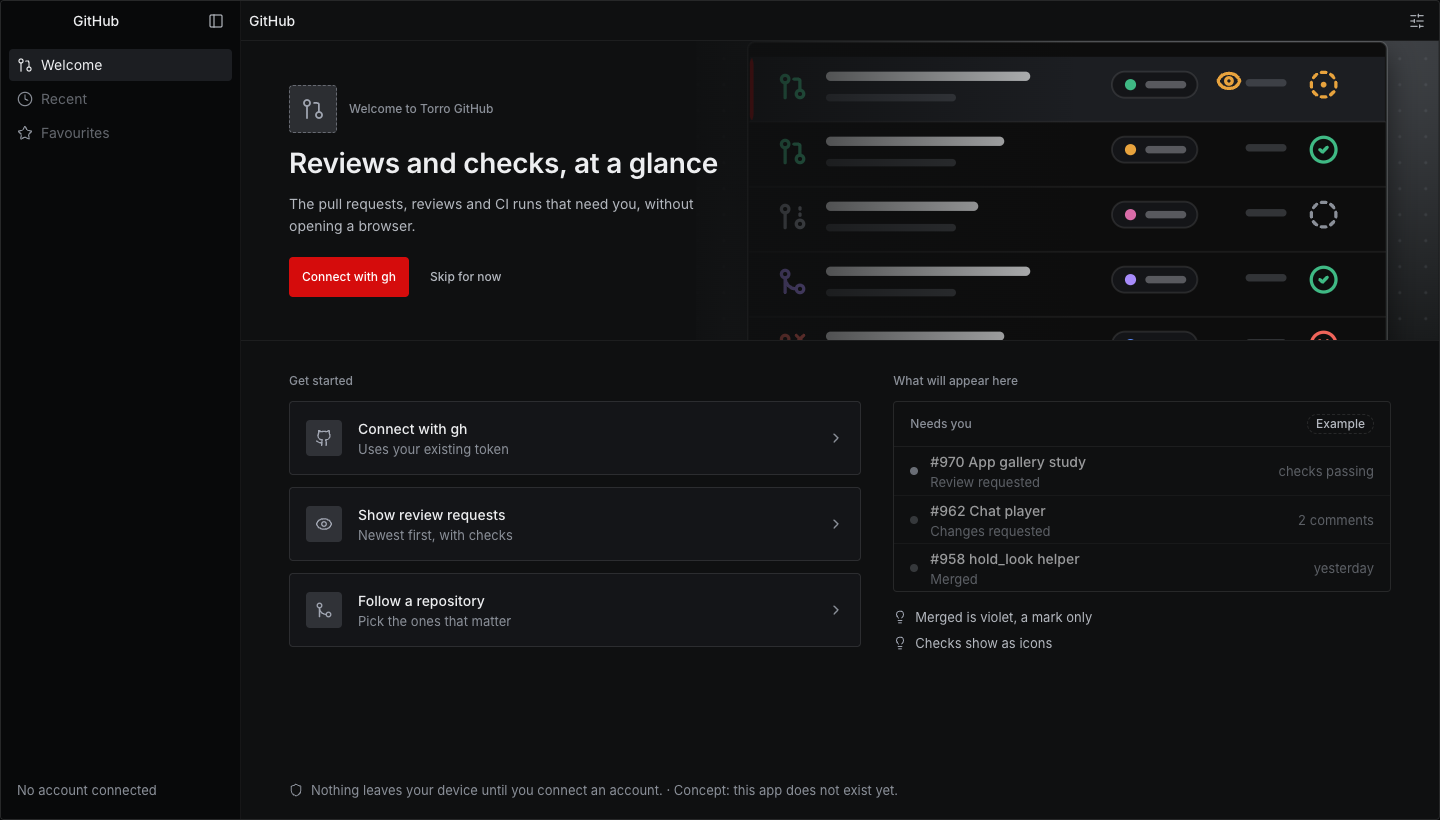 GitHub
GitHub
Welcome
Recent
Favourites
No account connected
Welcome to Torro GitHub
Reviews and checks, at a glance
The pull requests, reviews and CI runs that need you, without
opening a browser.
Connect with gh
Skip for now
Get started
Connect with gh
Uses your existing token
Show review requests
Newest first, with checks
Follow a repository
Pick the ones that matter
What will appear here
Needs you
Example
#970 App gallery study
Review requested
checks passing
#962 Chat player
Changes requested
2 comments
#958 hold_look helper
Merged
yesterday
Merged is violet, a mark only
Checks show as icons
Nothing leaves your device until you connect an account. · Concept: this app does not exist yet.